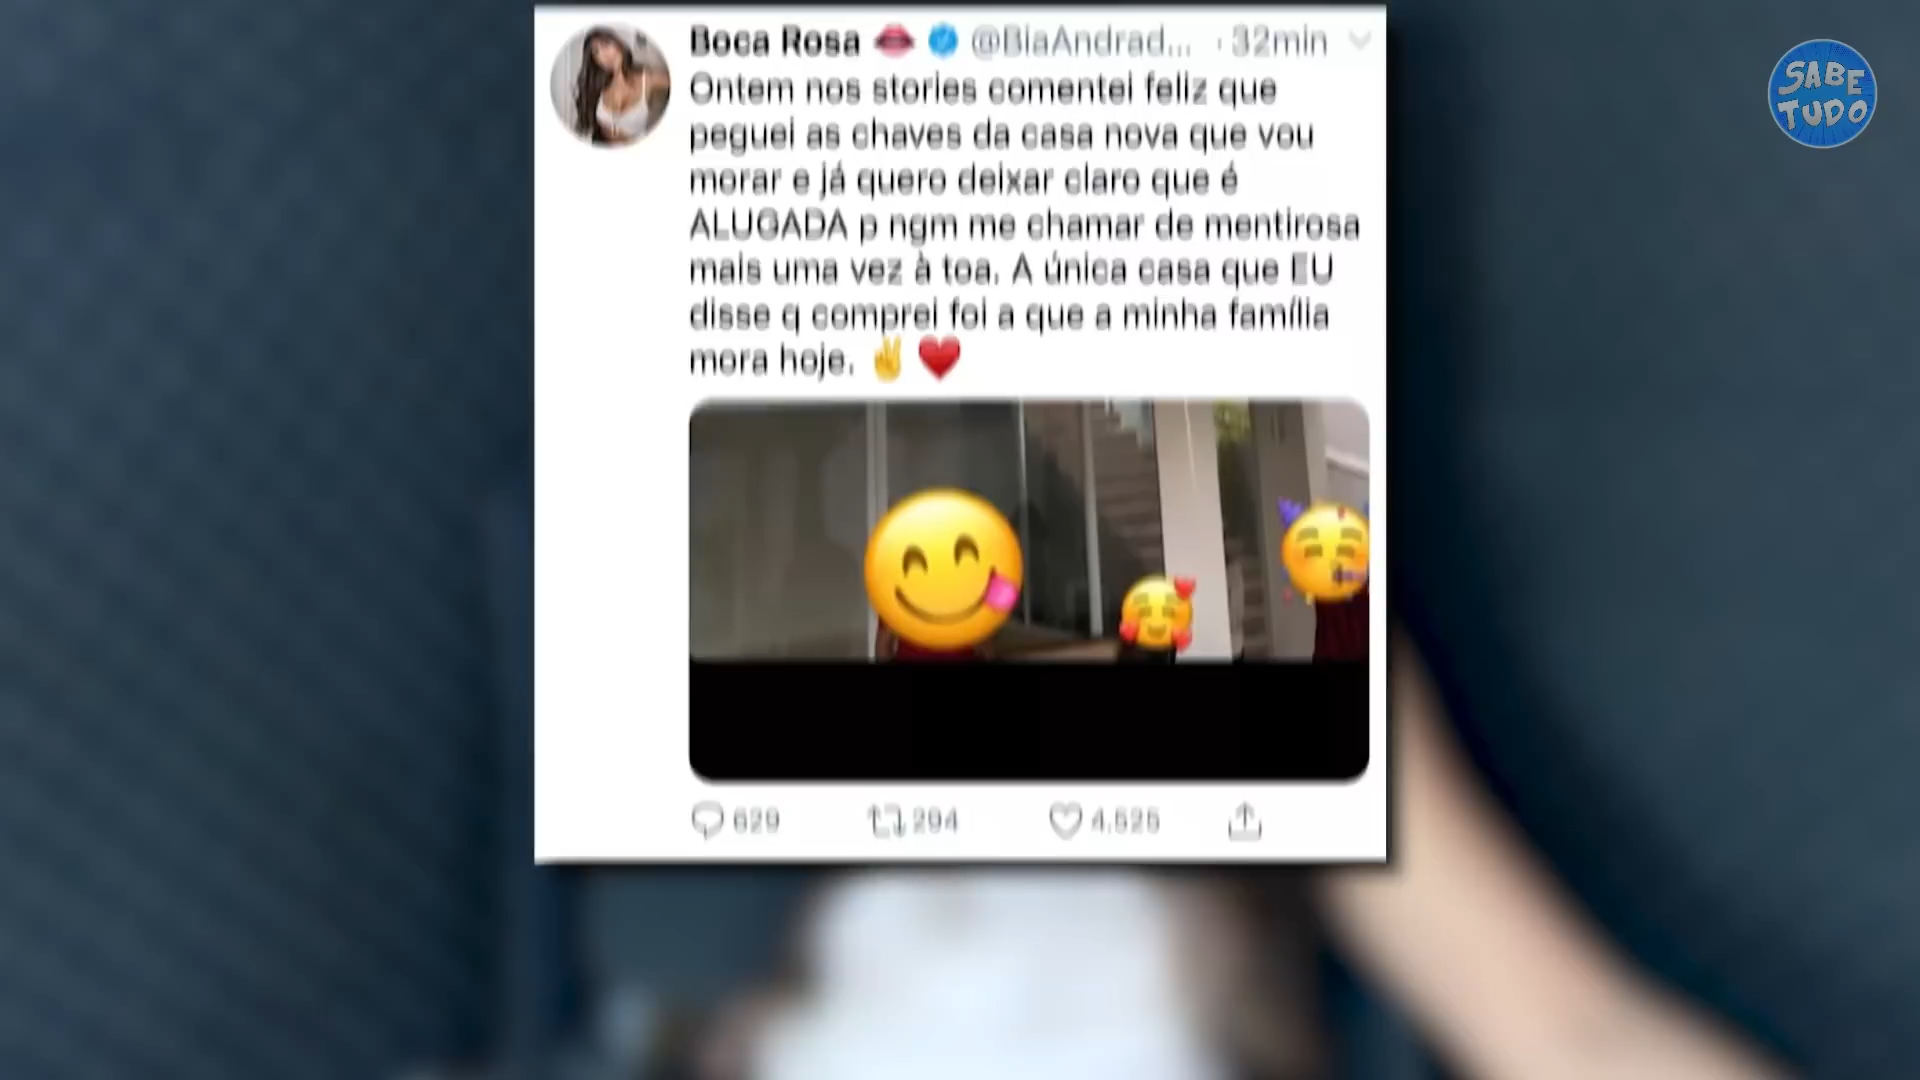 Boca Rosa 👄 @BiaAndrad... · 32min
Ontem nos stories comentei feliz que
peguei as chaves da casa nova que vou
morar e já quero deixar claro que é
ALUGADA p ngm me chamar de mentirosa
mais uma vez à toa. A única casa que EU
disse q comprei foi a que a minha família
mora hoje. ✌️❤️
629 294 4.525
SABE
TUDO